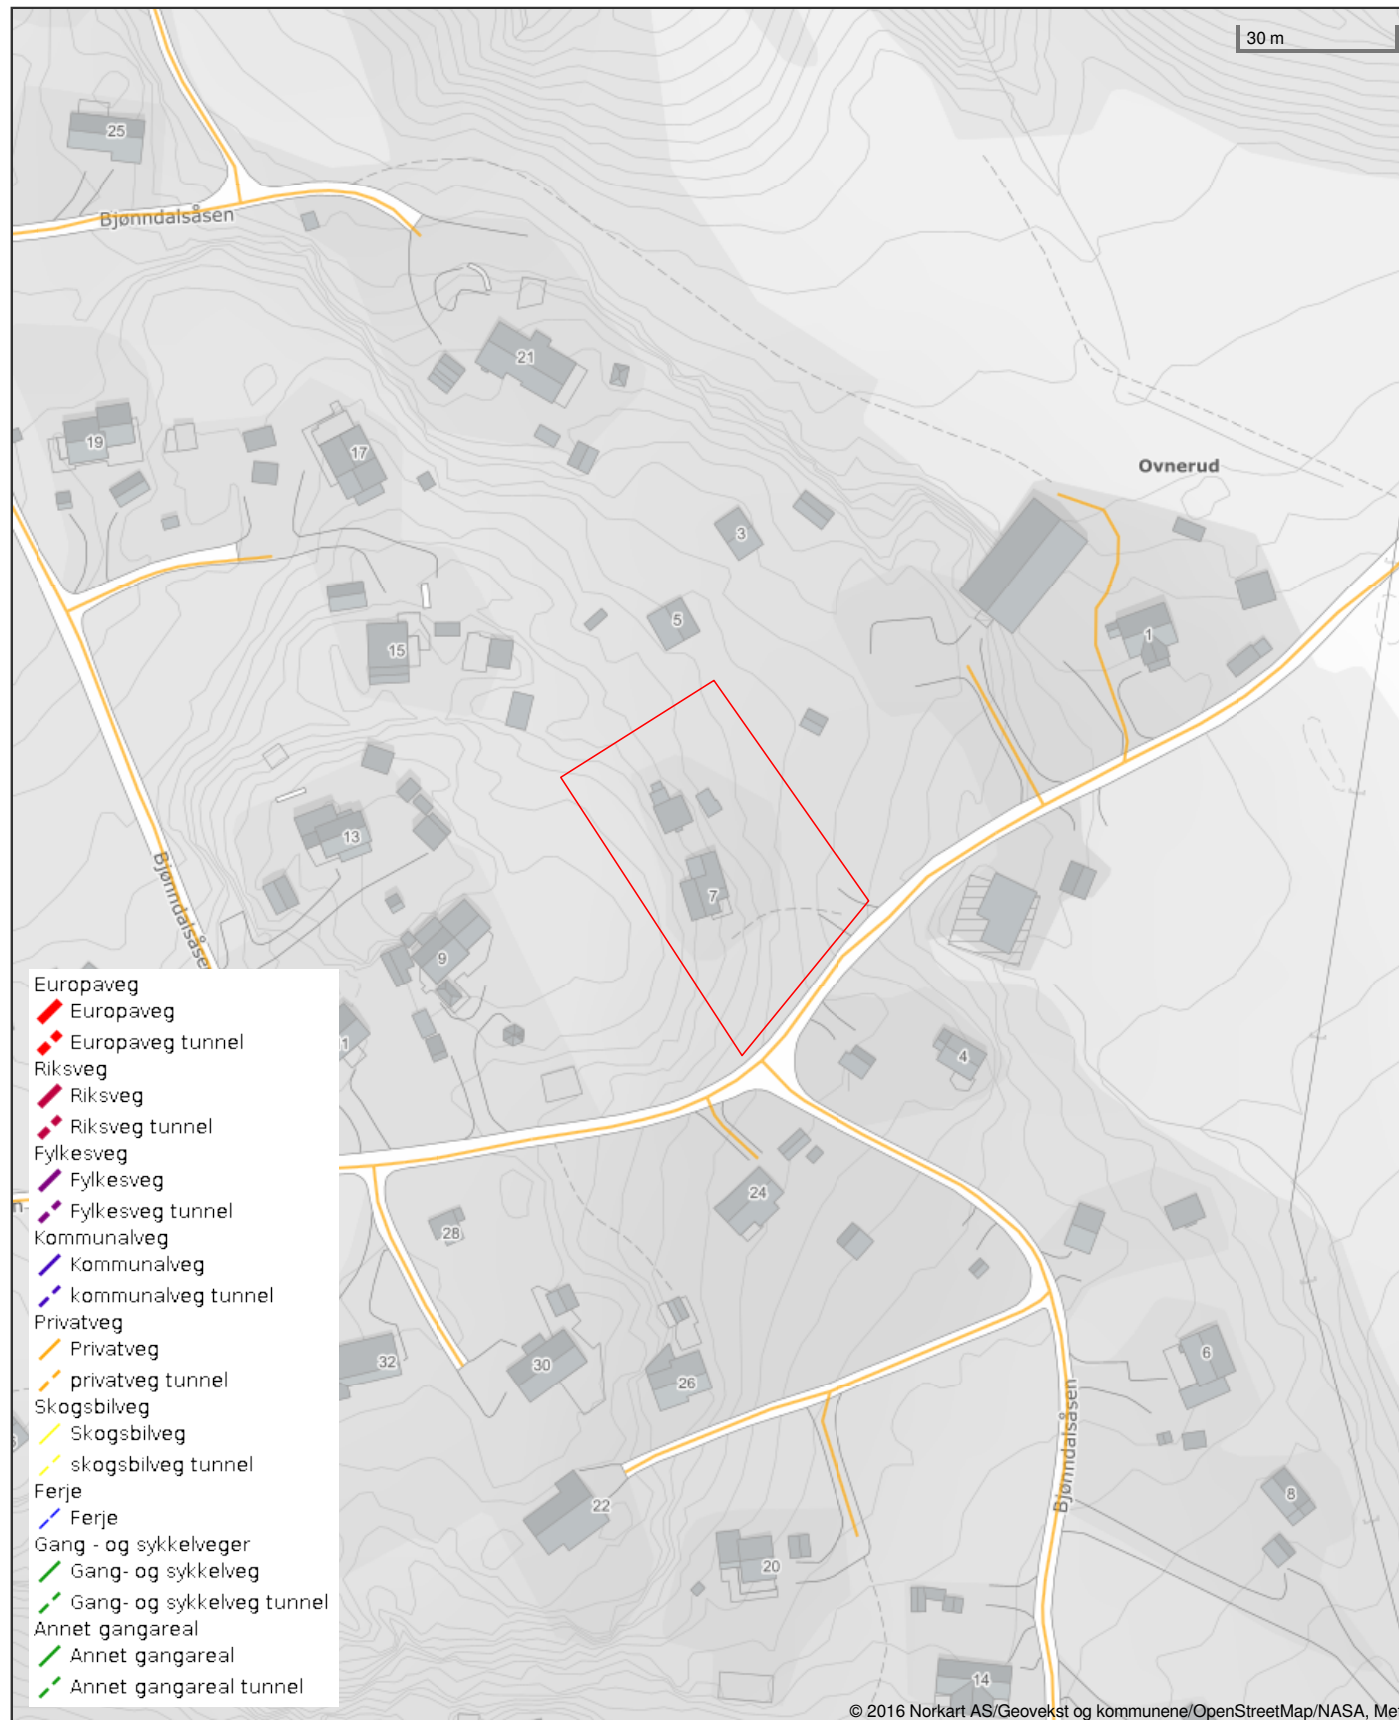 30 m
25
Bjønndalsåsen
21
19
17
Ovnerud
3
5
1
15
13
7
Bjønndalsåse
9
4
24
28
32
30
26
6
Bjønndalsåsen
22
8
20
14
Europaveg
Europaveg
Europaveg tunnel
Riksveg
Riksveg
Riksveg tunnel
Fylkesveg
Fylkesveg
Fylkesveg tunnel
Kommunalveg
Kommunalveg
kommunalveg tunnel
Privatveg
Privatveg
privatveg tunnel
Skogsbilveg
Skogsbilveg
skogsbilveg tunnel
Ferje
Ferje
Gang - og sykkelveger
Gang- og sykkelveg
Gang- og sykkelveg tunnel
Annet gangareal
Annet gangareal
Annet gangareal tunnel
© 2016 Norkart AS/Geovekst og kommunene/OpenStreetMap/NASA, Me